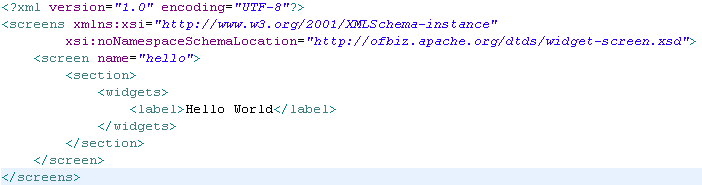 <?xml version="1.0" encoding="UTF-8"?>
<screens xmlns:xsi="http://www.w3.org/2001/XMLSchema-instance"
        xsi:noNamespaceSchemaLocation="http://ofbiz.apache.org/dtds/widget-screen.xsd">
    <screen name="hello">
        <section>
            <widgets>
                <label>Hello World</label>
            </widgets>
        </section>
    </screen>
</screens>